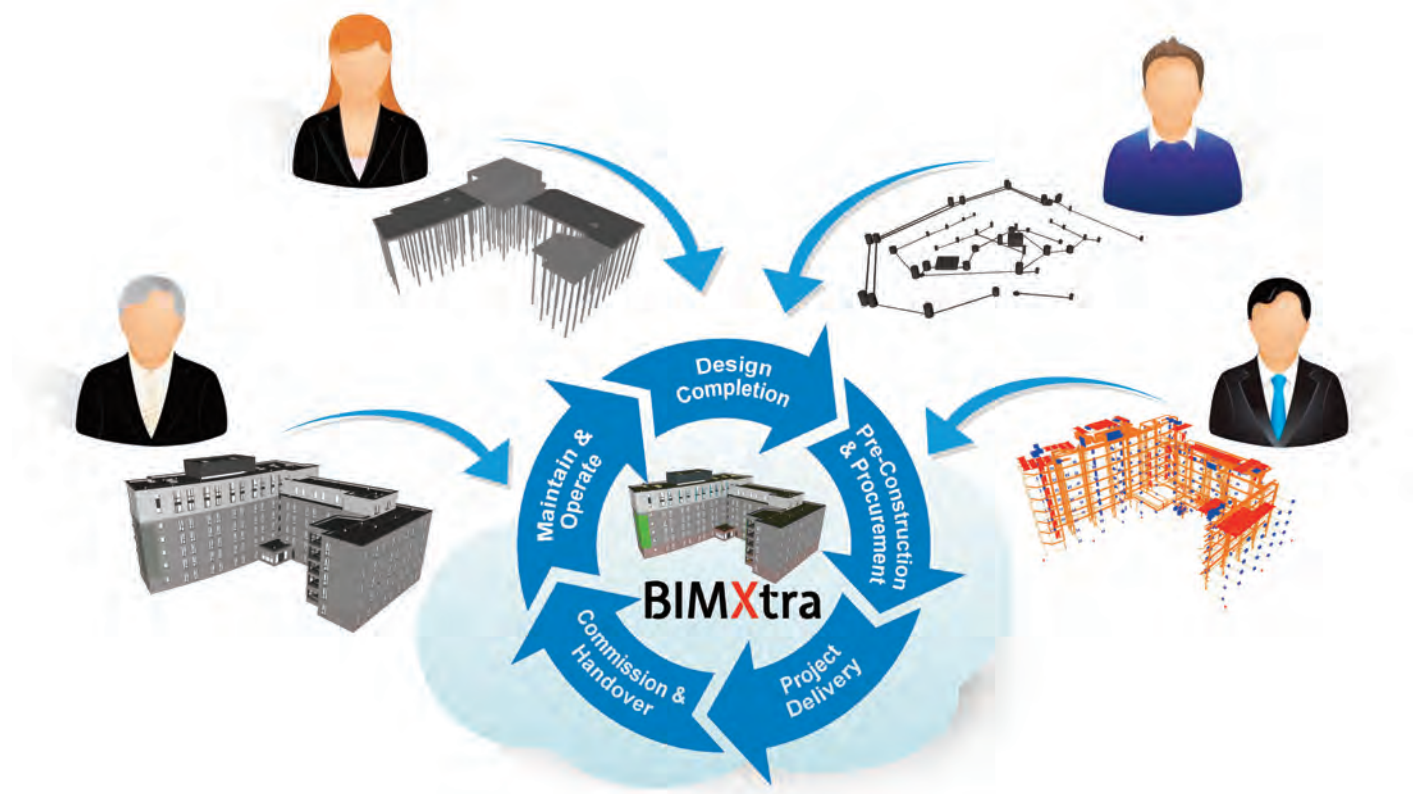 Design
Completion
Pre-Construction
& Procurement
Project
Delivery
Commission &
Handover
Maintain &
Operate
BIMXtra